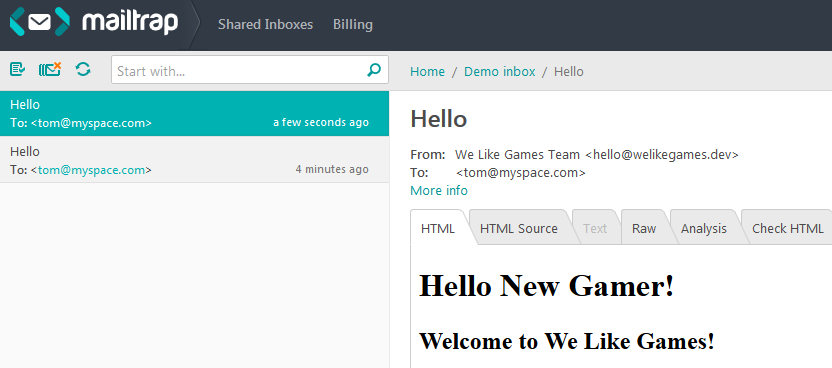 mailtrap Shared Inboxes Billing
Start with...
Home / Demo inbox / Hello
Hello
To: <tom@myspace.com> a few seconds ago
Hello
To: <tom@myspace.com> 4 minutes ago
Hello
From: We Like Games Team <hello@welikegames.dev>
To: <tom@myspace.com>
More info
HTML HTML Source Text Raw Analysis Check HTML
Hello New Gamer!
Welcome to We Like Games!